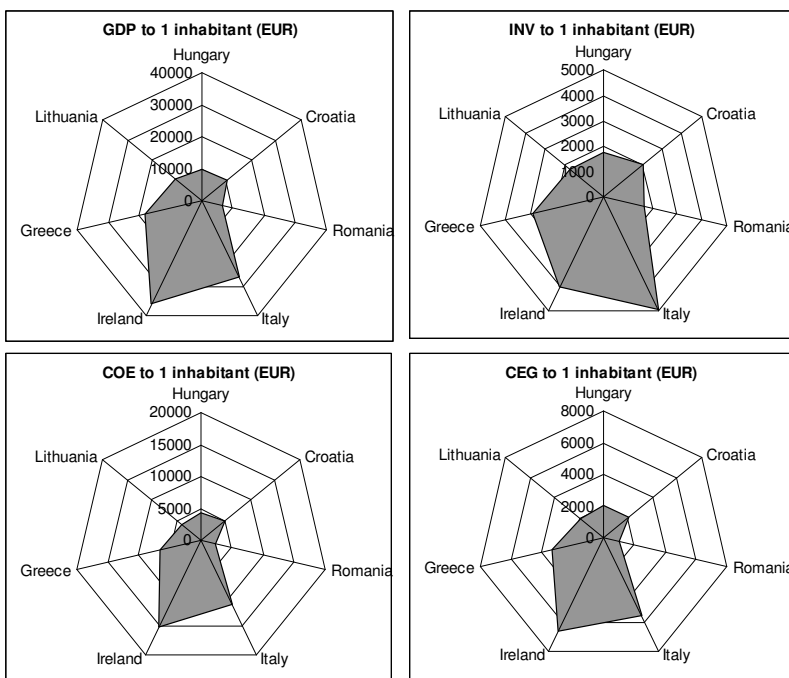 GDP to 1 inhabitant (EUR)
Hungary
40000
30000
20000
10000
0
Croatia
Romania
Italy
Ireland
Greece
Lithuania
INV to 1 inhabitant (EUR)
Hungary
5000
4000
3000
2000
1000
0
Croatia
Romania
Italy
Ireland
Greece
Lithuania
COE to 1 inhabitant (EUR)
Hungary
20000
15000
10000
5000
0
Croatia
Romania
Italy
Ireland
Greece
Lithuania
CEG to 1 inhabitant (EUR)
Hungary
8000
6000
4000
2000
0
Croatia
Romania
Italy
Ireland
Greece
Lithuania